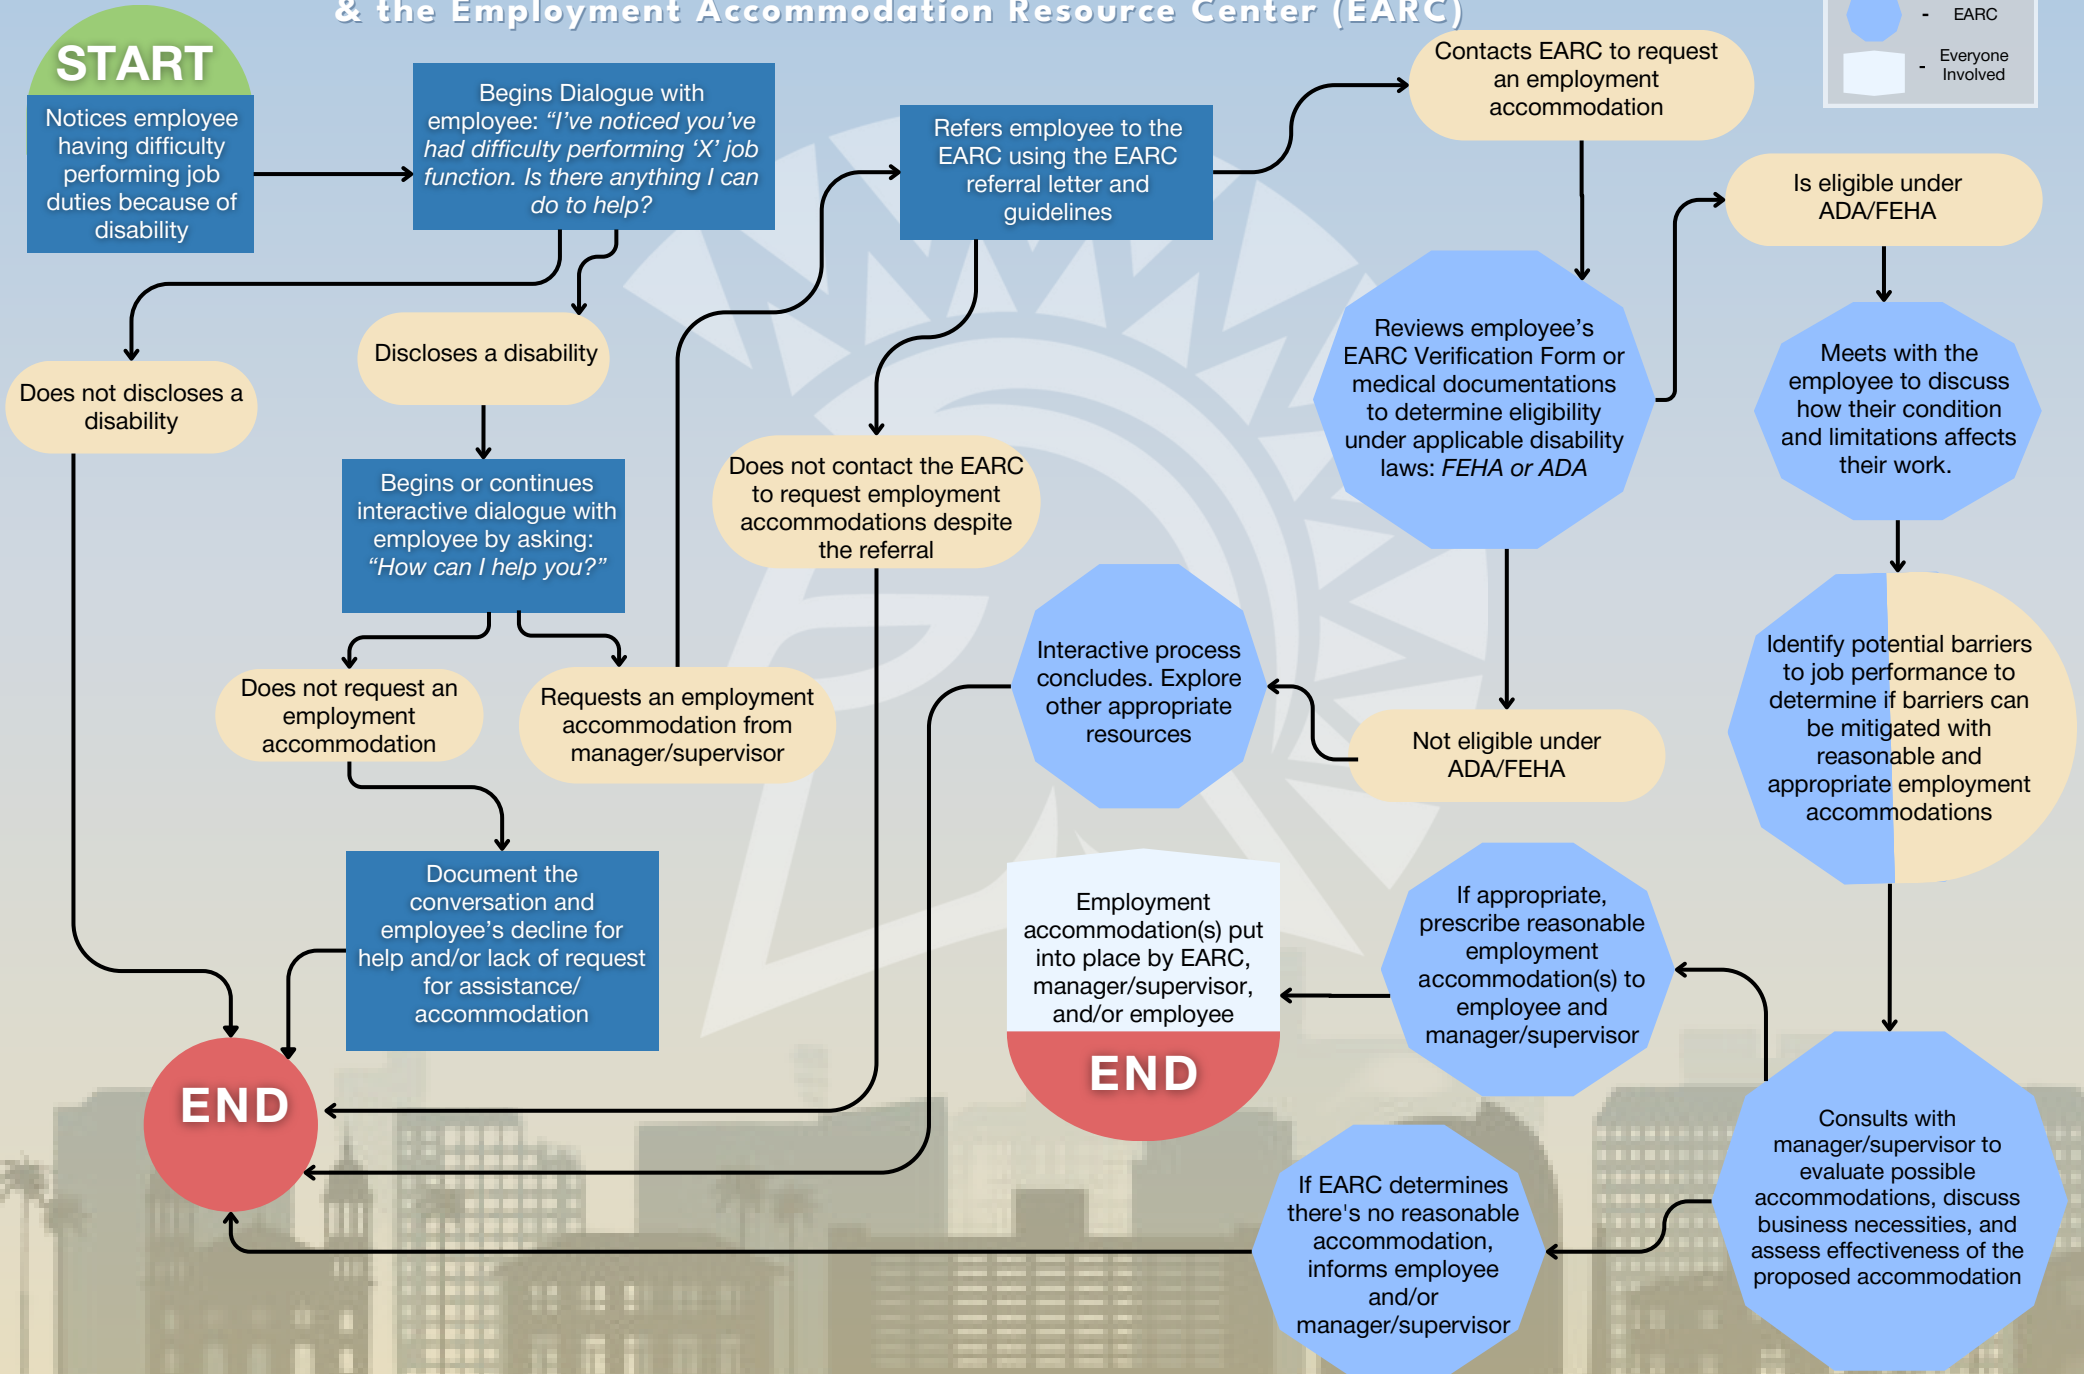 & the Employment Accommodation Resource Center (EARC)
- EARC
- Everyone
Involved
START
Notices employee
having difficulty
performing job
duties because of
disability
Begins Dialogue with
employee: “I’ve noticed you’ve
had difficulty performing ‘X’ job
function. Is there anything I can
do to help?
Refers employee to the
EARC using the EARC
referral letter and
guidelines
Contacts EARC to request
an employment
accommodation
Is eligible under
ADA/FEHA
Does not discloses a
disability
Discloses a disability
Begins or continues
interactive dialogue with
employee by asking:
“How can I help you?”
Does not contact the EARC
to request employment
accommodations despite
the referral
Reviews employee’s
EARC Verification Form or
medical documentations
to determine eligibility
under applicable disability
laws: FEHA or ADA
Meets with the
employee to discuss
how their condition
and limitations affects
their work.
Does not request an
employment
accommodation
Requests an employment
accommodation from
manager/supervisor
Interactive process
concludes. Explore
other appropriate
resources
Not eligible under
ADA/FEHA
Identify potential barriers
to job performance to
determine if barriers can
be mitigated with
reasonable and
appropriate employment
accommodations
Document the
conversation and
employee’s decline for
help and/or lack of request
for assistance/
accommodation
Employment
accommodation(s) put
into place by EARC,
manager/supervisor,
and/or employee
END
If appropriate,
prescribe reasonable
employment
accommodation(s) to
employee and
manager/supervisor
END
If EARC determines
there's no reasonable
accommodation,
informs employee
and/or
manager/supervisor
Consults with
manager/supervisor to
evaluate possible
accommodations, discuss
business necessities, and
assess effectiveness of the
proposed accommodation